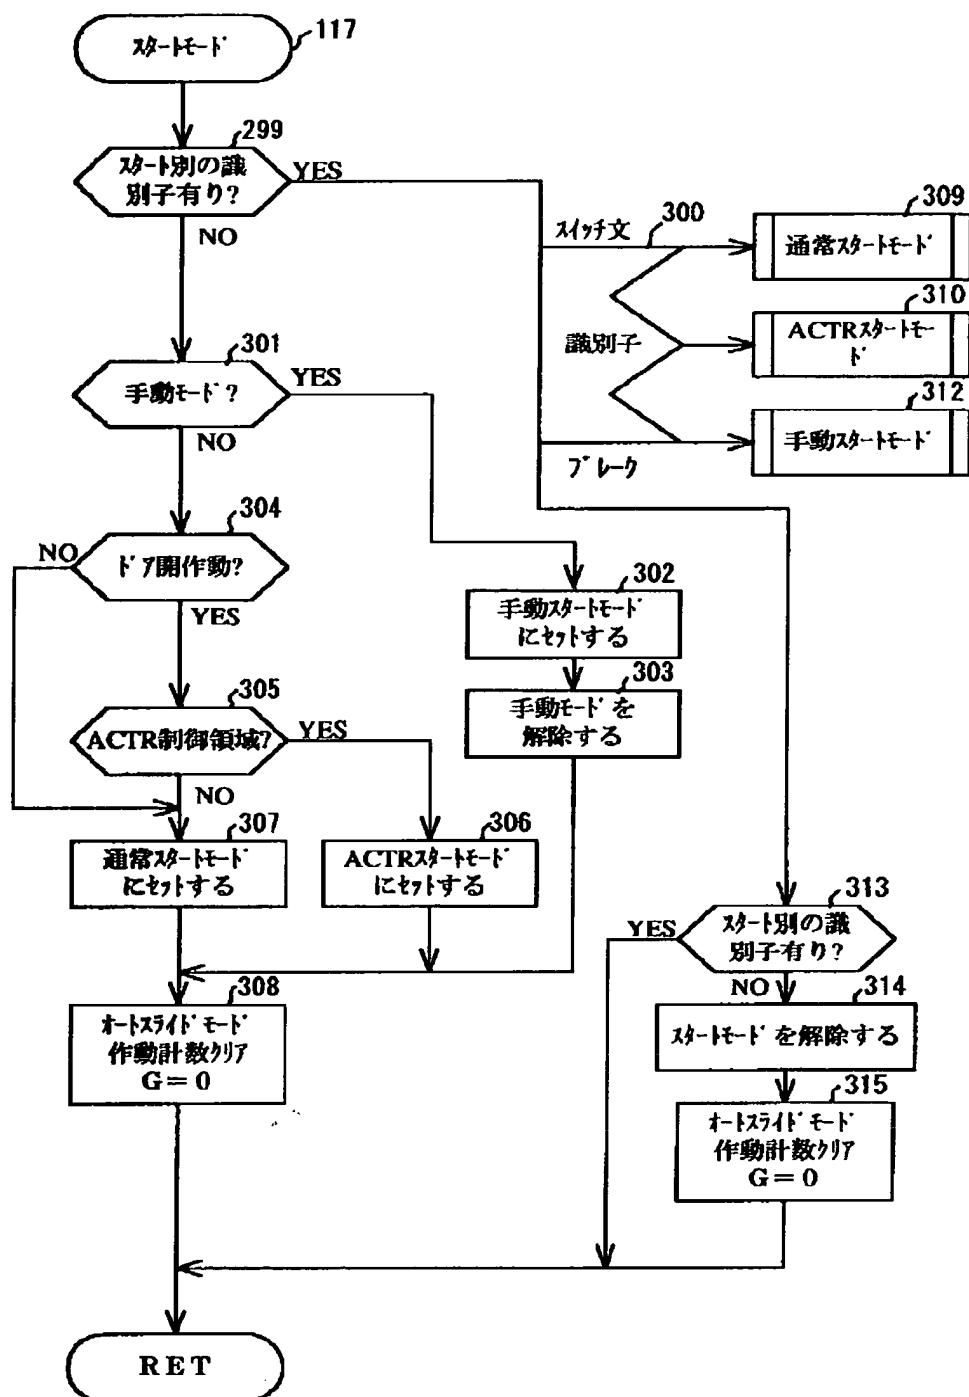 スタートモード
117
299
スタート別の識
別子有り?
YES
NO
スイッチ文
300
309
通常スタートモード
310
識別子
ACTRスタートモー
ド
312
手動スタートモード
ブレーク
301
手動モード?
YES
NO
304
NO
ドア開作動?
YES
302
手動スタートモード
にセットする
303
手動モードを
解除する
305
ACTR制御領域?
YES
NO
307
通常スタートモード
にセットする
306
ACTRスタートモード
にセットする
313
YES
スタート別の識
別子有り?
NO
308
オートスライドモード
作動計数クリア
G=0
314
スタートモードを解除する
315
オートスライドモード
作動計数クリア
G=0
RET